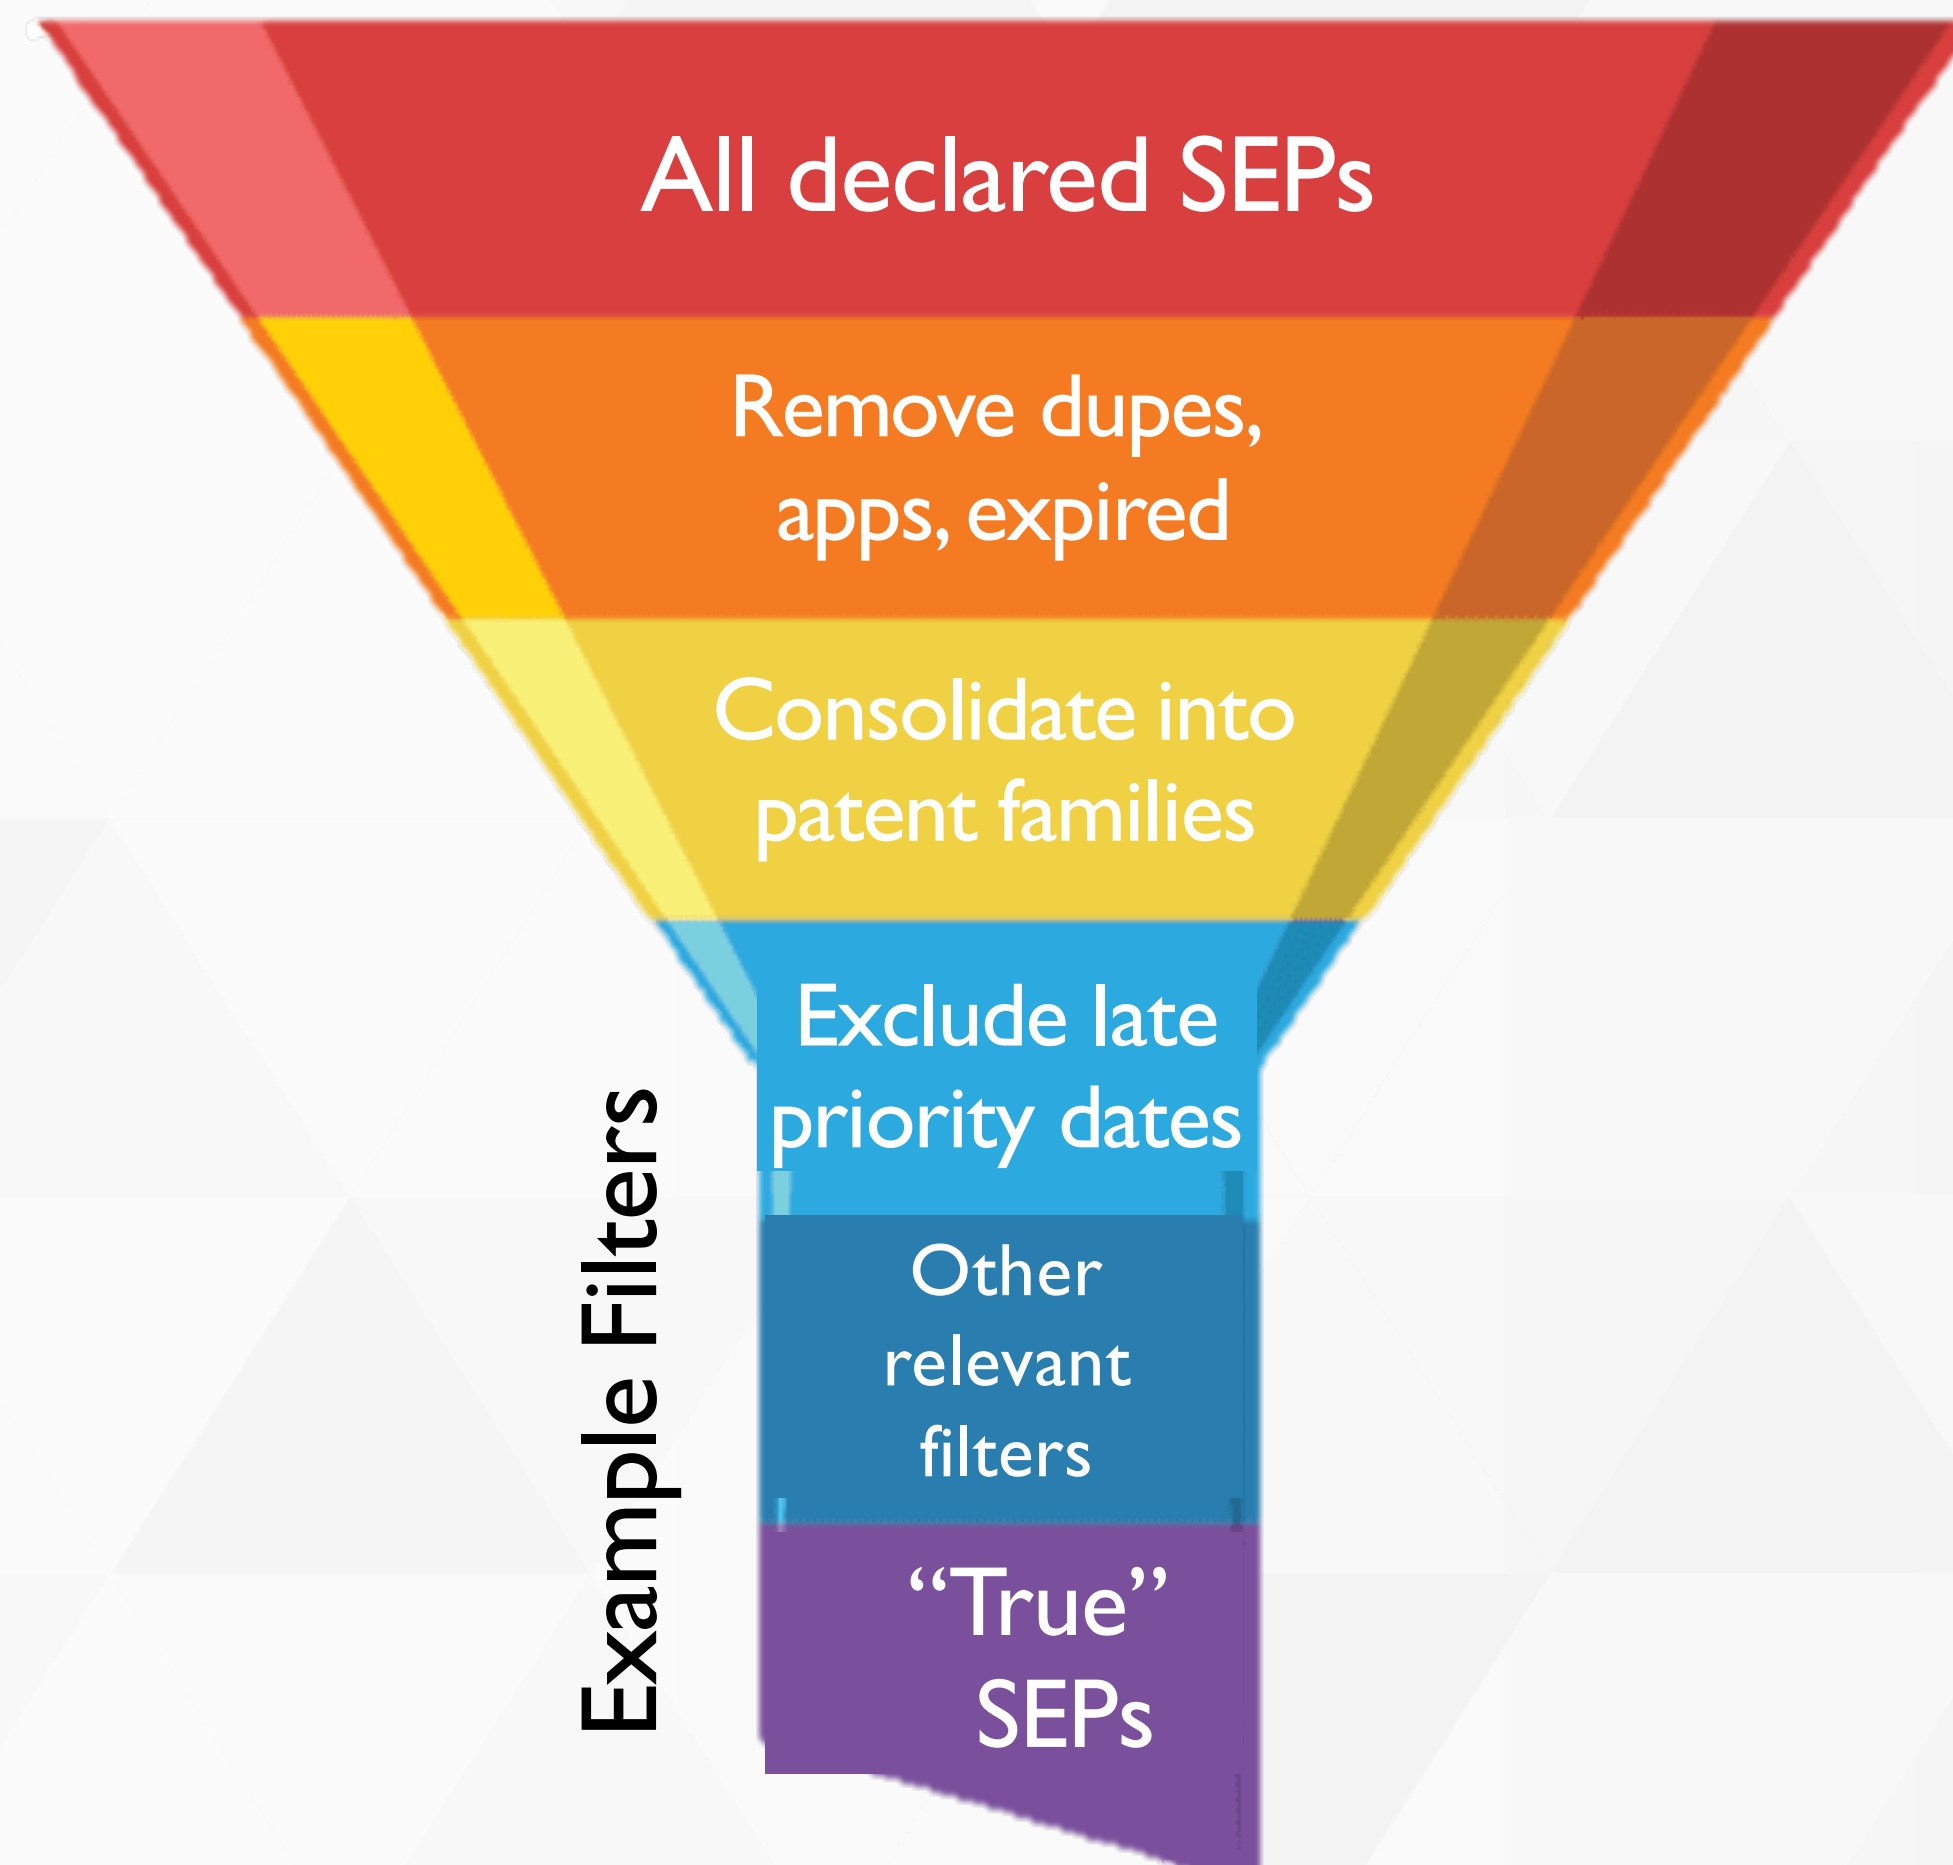 All declared SEPs
Remove dupes,
apps, expired
Consolidate into
patent families
Exclude late
priority dates
Other
relevant
filters
“True”
SEPs
Example Filters